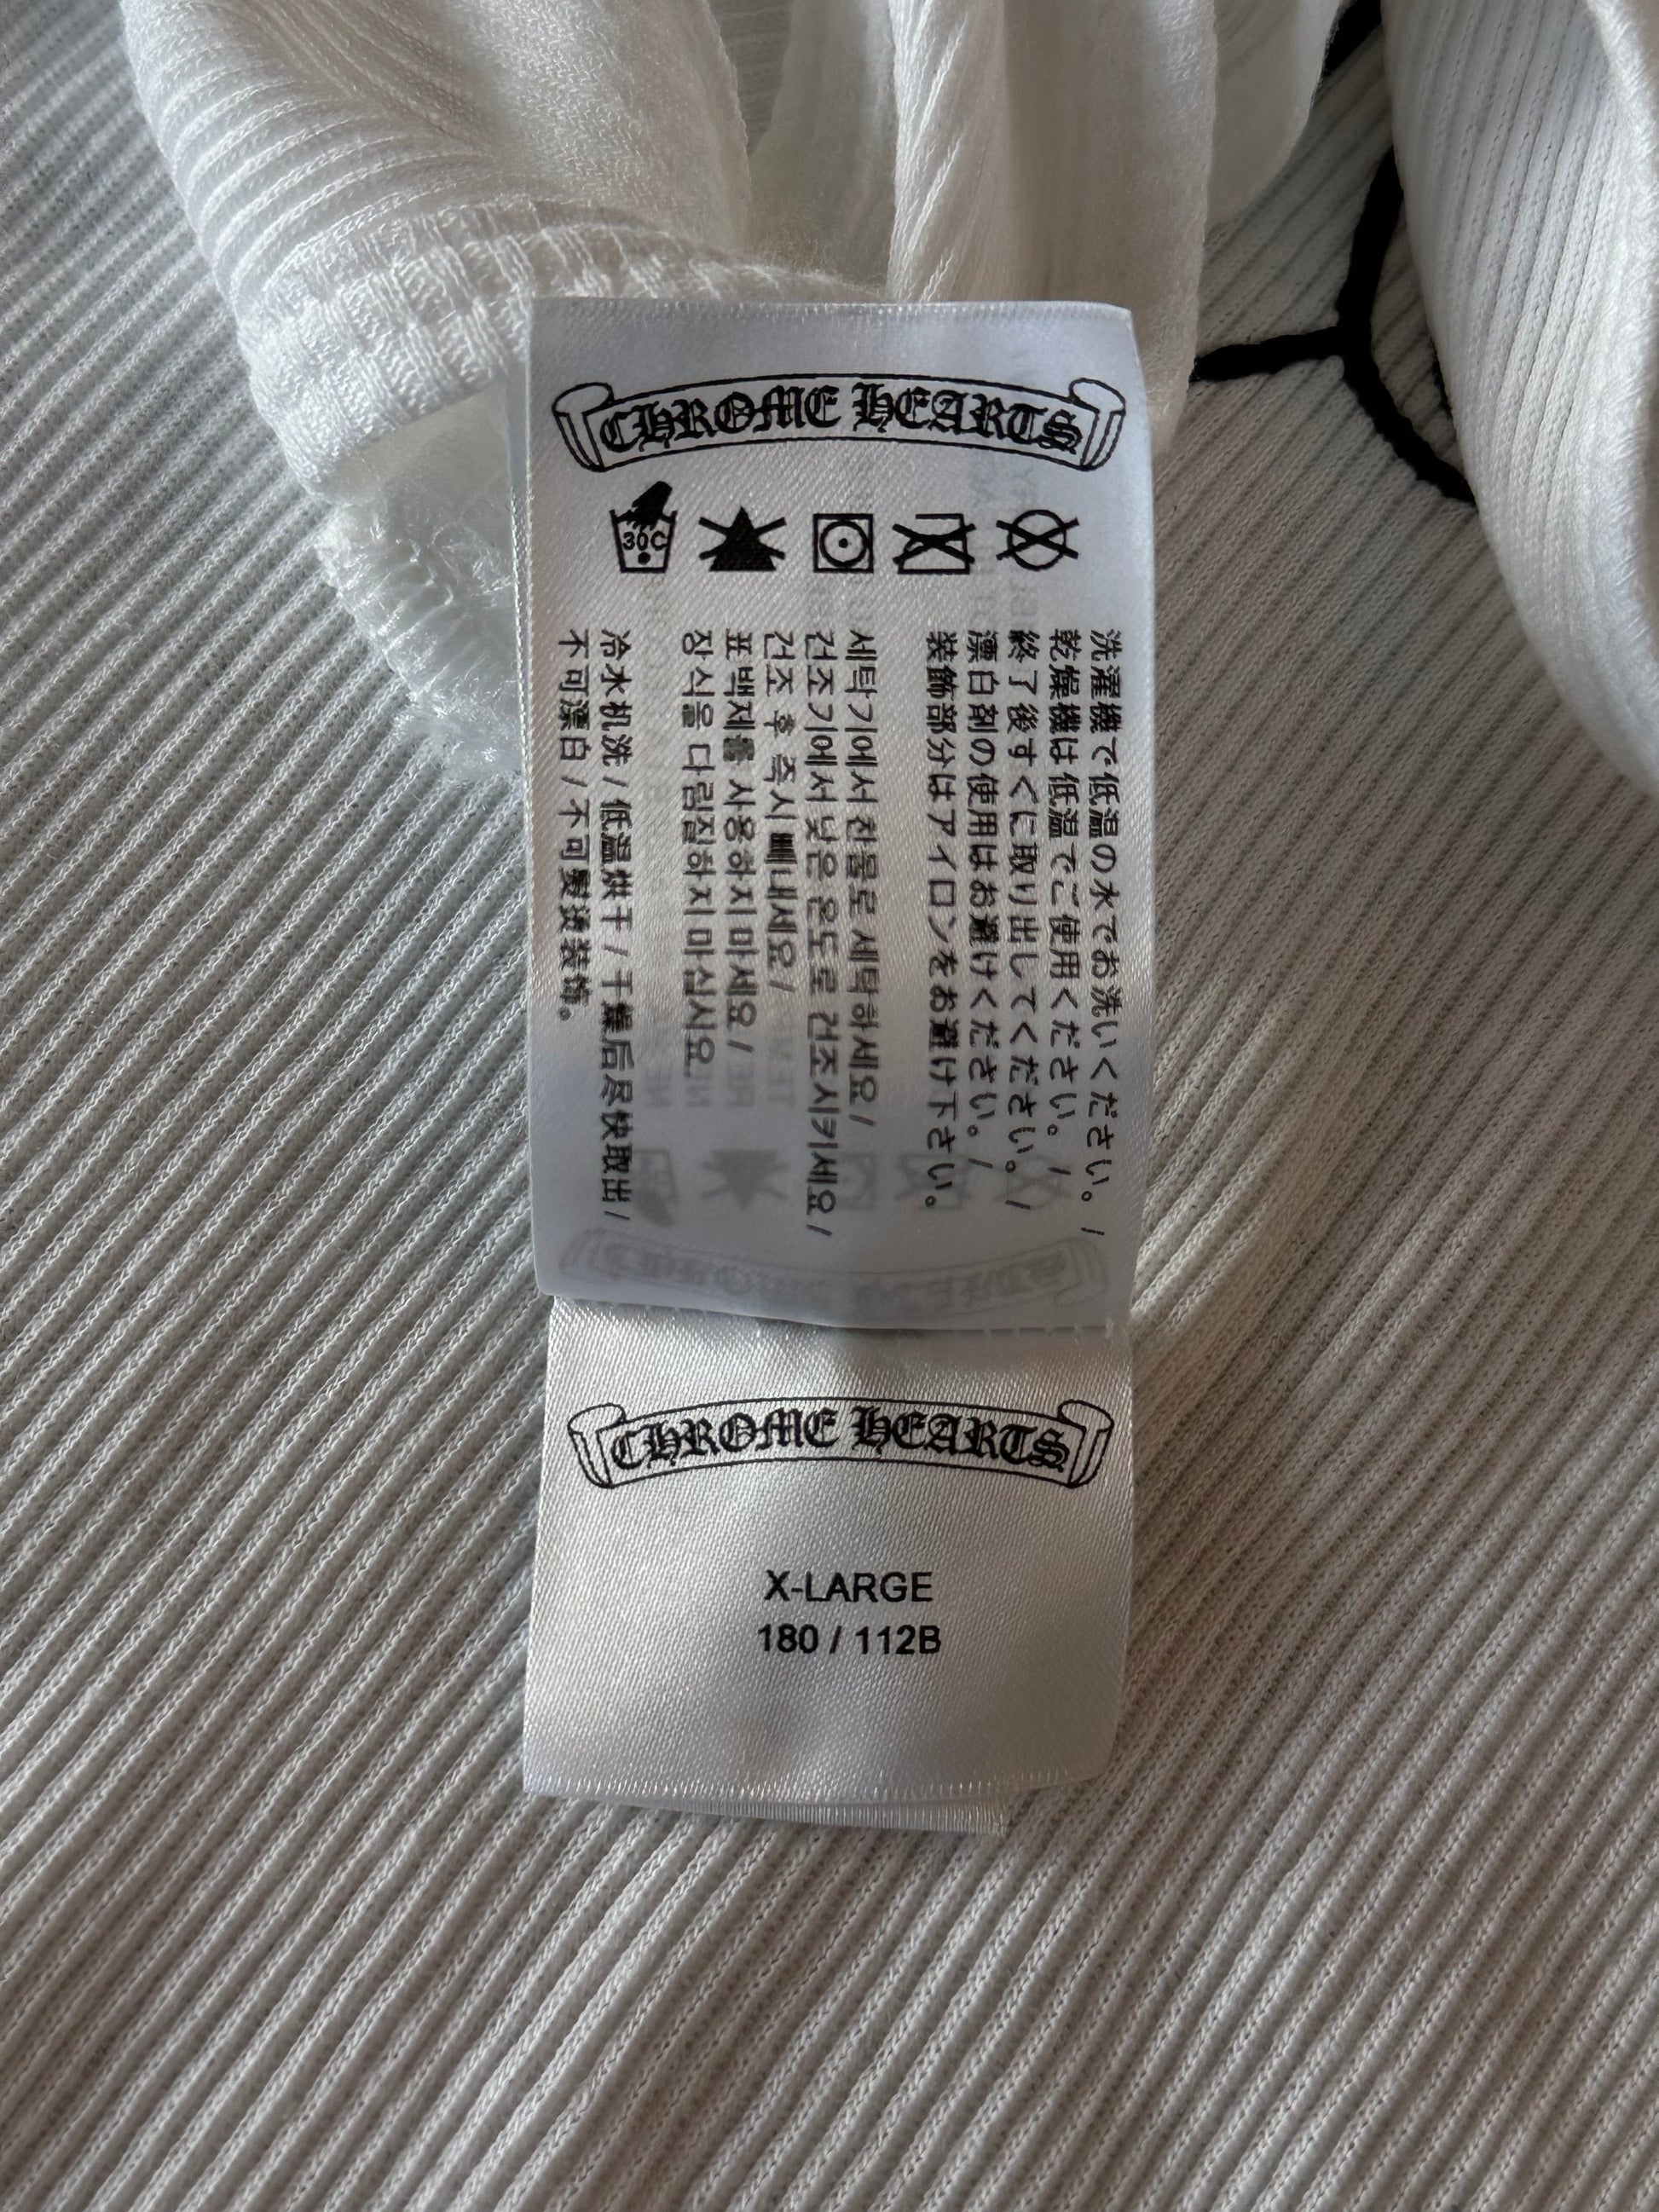 CHROME HEARTS
30C
洗濯機で低温の水でお洗いください。/
乾燥機は低温でご使用ください。/
終了後すぐに取り出してください。/
漂白剤の使用はお避けください。/
装飾部分はアイロンをお避け下さい。
세탁기에서 찬물로 세탁하세요 /
건조기에서 낮은 온도로 건조시키세요 /
건조 후 즉시 빼내세요 /
표백제를 사용하지 마세요 /
장식을 다림질하지 마십시요
冷水机洗 / 低温烘干 / 干燥后尽快取出 /
不可漂白 / 不可熨烫装饰。
CHROME HEARTS
X-LARGE
180 / 112B